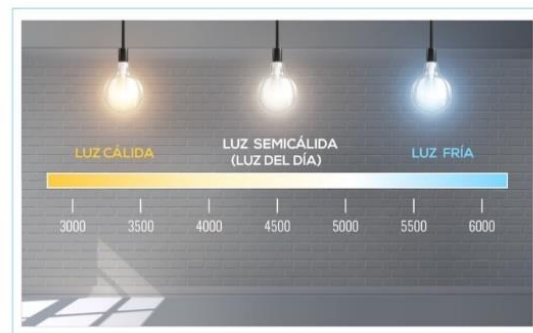 LUZ CÁLIDA
LUZ SEMICÁLIDA
(LUZ DEL DÍA)
LUZ FRÍA
3000 3500 4000 4500 5000 5500 6000